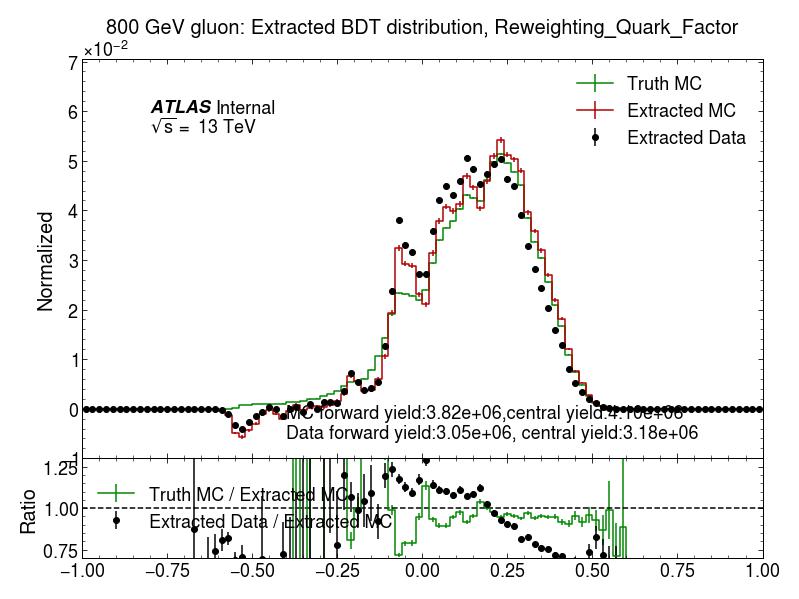 800 GeV gluon: Extracted BDT distribution, Reweighting_Quark_Factor
×10⁻²
7
ATLAS Internal
√s = 13 TeV
Truth MC
Extracted MC
Extracted Data
6
5
4
3
2
1
0
Normalized
MC forward yield:3.82e+06,central yield:4.10e+06
Data forward yield:3.05e+06, central yield:3.18e+06
1.25
1.00
0.75
Ratio
Truth MC / Extracted MC
Extracted Data / Extracted MC
−1.00 −0.75 −0.50 −0.25 0.00 0.25 0.50 0.75 1.00